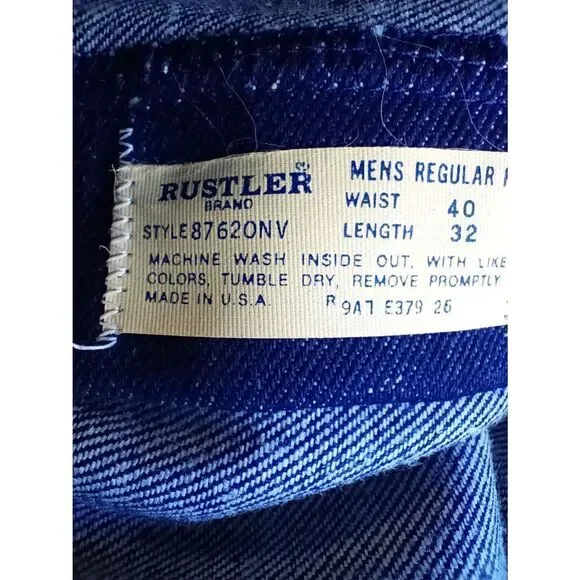 RUSTLER ®
BRAND
STYLE 87620NV
MENS REGULAR
WAIST 40
LENGTH 32
MACHINE WASH INSIDE OUT, WITH LIKE
COLORS, TUMBLE DRY, REMOVE PROMPTLY
MADE IN U.S.A. R 9A7 E379 26